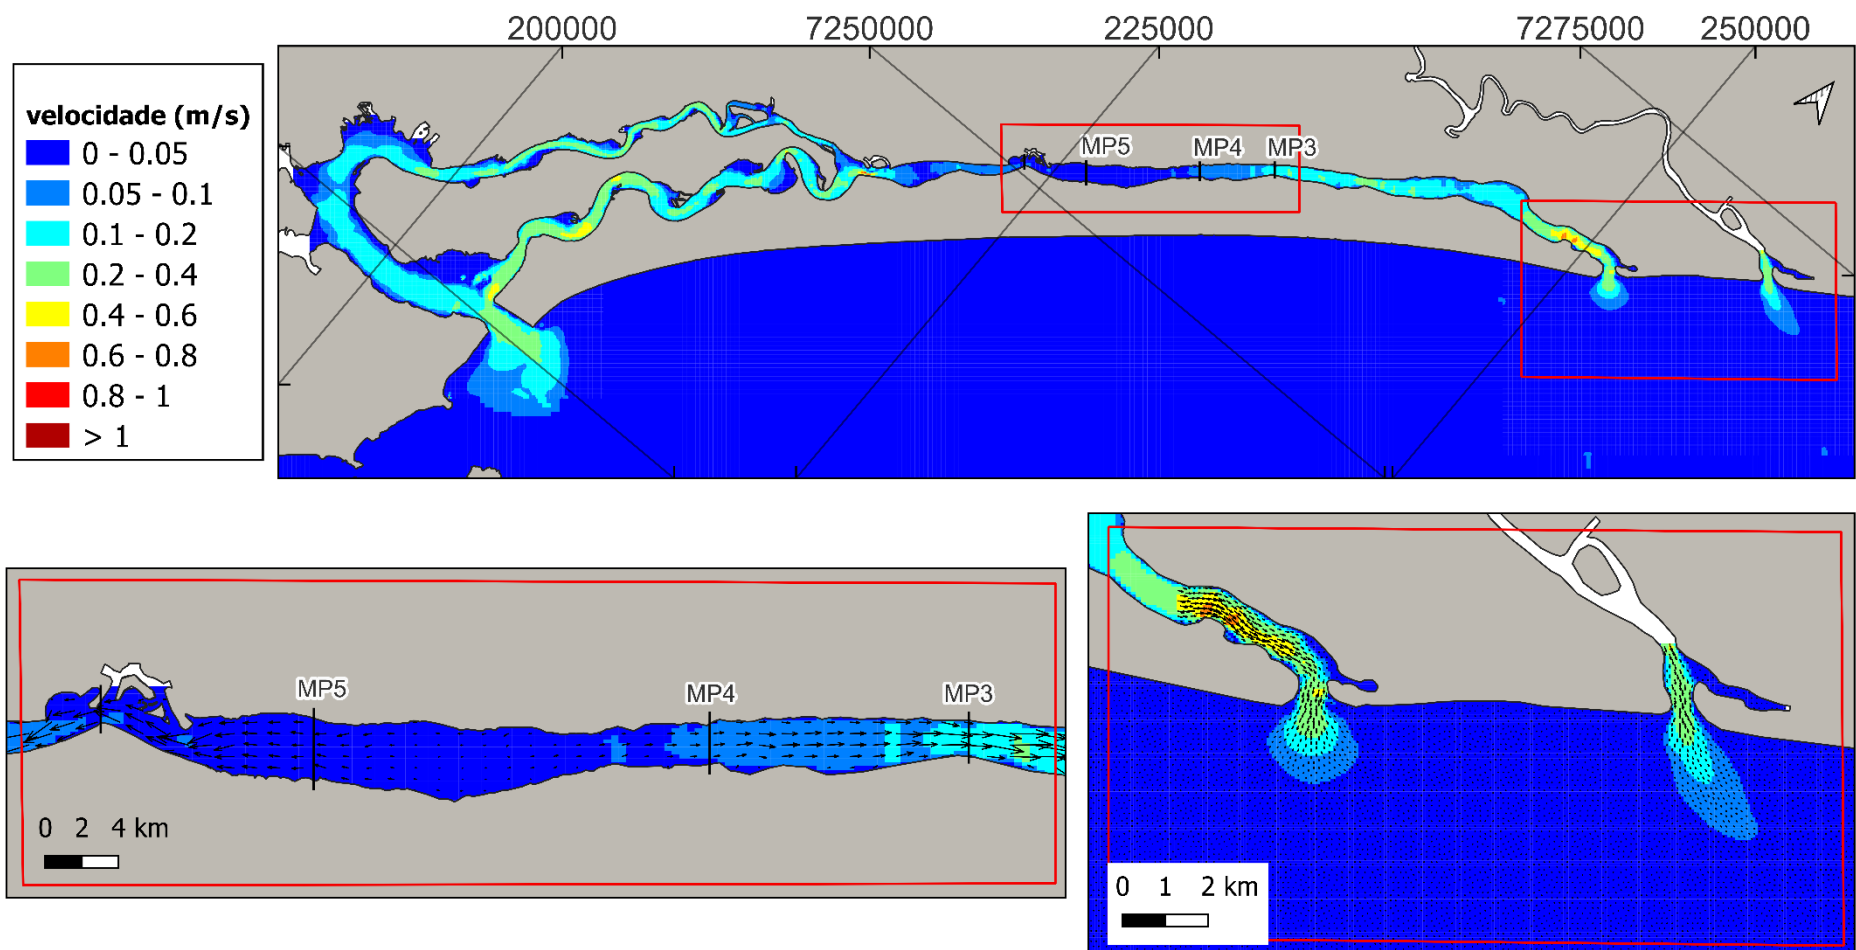 200000 7250000 225000 7275000 250000
velocidade (m/s)
0 - 0.05
0.05 - 0.1
0.1 - 0.2
0.2 - 0.4
0.4 - 0.6
0.6 - 0.8
0.8 - 1
> 1
MP5 MP4 MP3
MP5 MP4 MP3
0 2 4 km
0 1 2 km